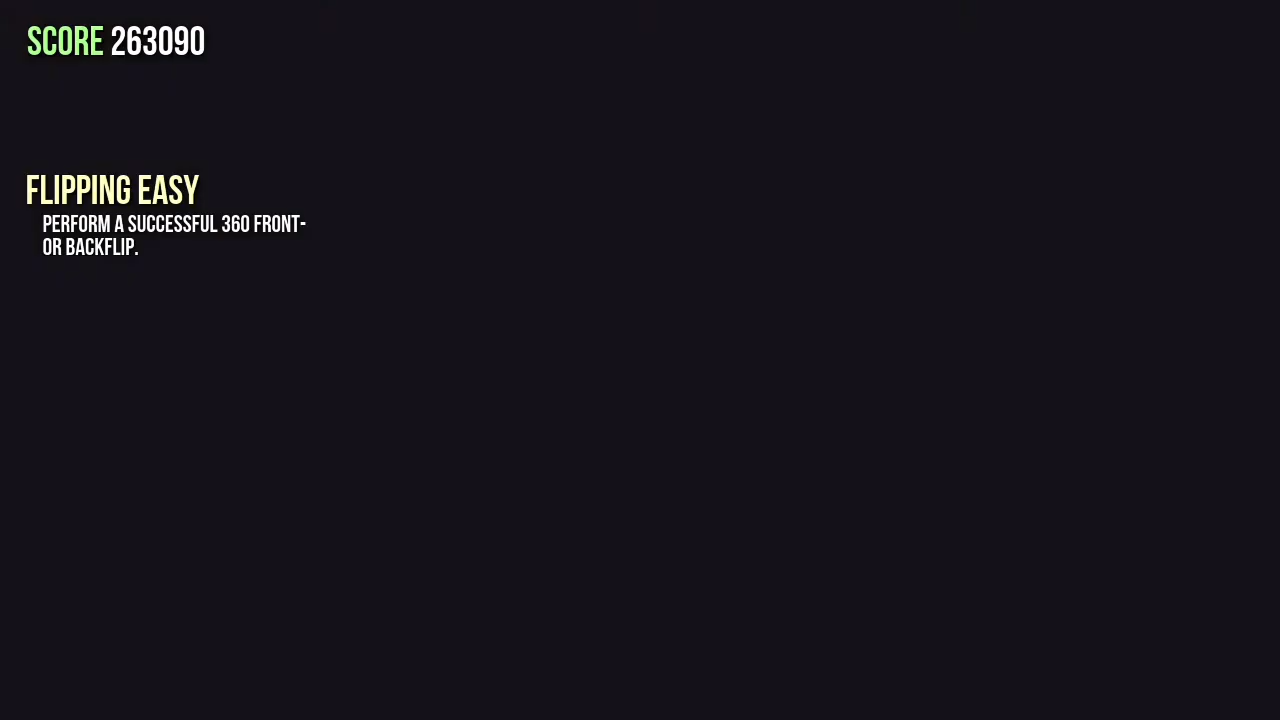 SCORE 263090
FLIPPING EASY
PERFORM A SUCCESSFUL 360 FRONT-
OR BACKFLIP.